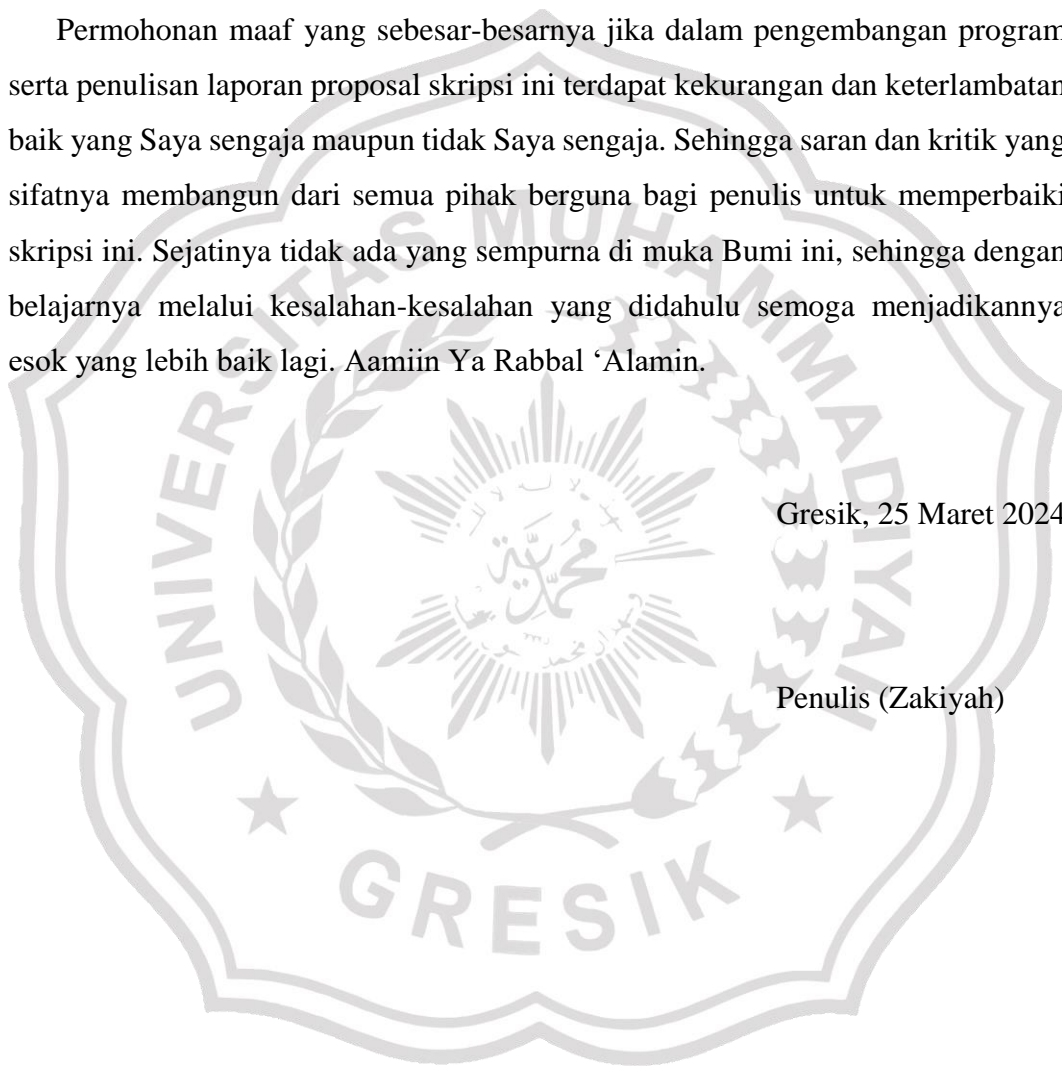 Permohonan maaf yang sebesar-besarnya jika dalam pengembangan program
serta penulisan laporan proposal skripsi ini terdapat kekurangan dan keterlambatan
baik yang Saya sengaja maupun tidak Saya sengaja. Sehingga saran dan kritik yang
sifatnya membangun dari semua pihak berguna bagi penulis untuk memperbaiki
skripsi ini. Sejatinya tidak ada yang sempurna di muka Bumi ini, sehingga dengan
belajarnya melalui kesalahan-kesalahan yang didahulu semoga menjadikannya
esok yang lebih baik lagi. Aamiin Ya Rabbal ‘Alamin.
UNIVERSITAS MUHAMMADIYAH
Gresik, 25 Maret 2024
Penulis (Zakiyah)
GRESIK